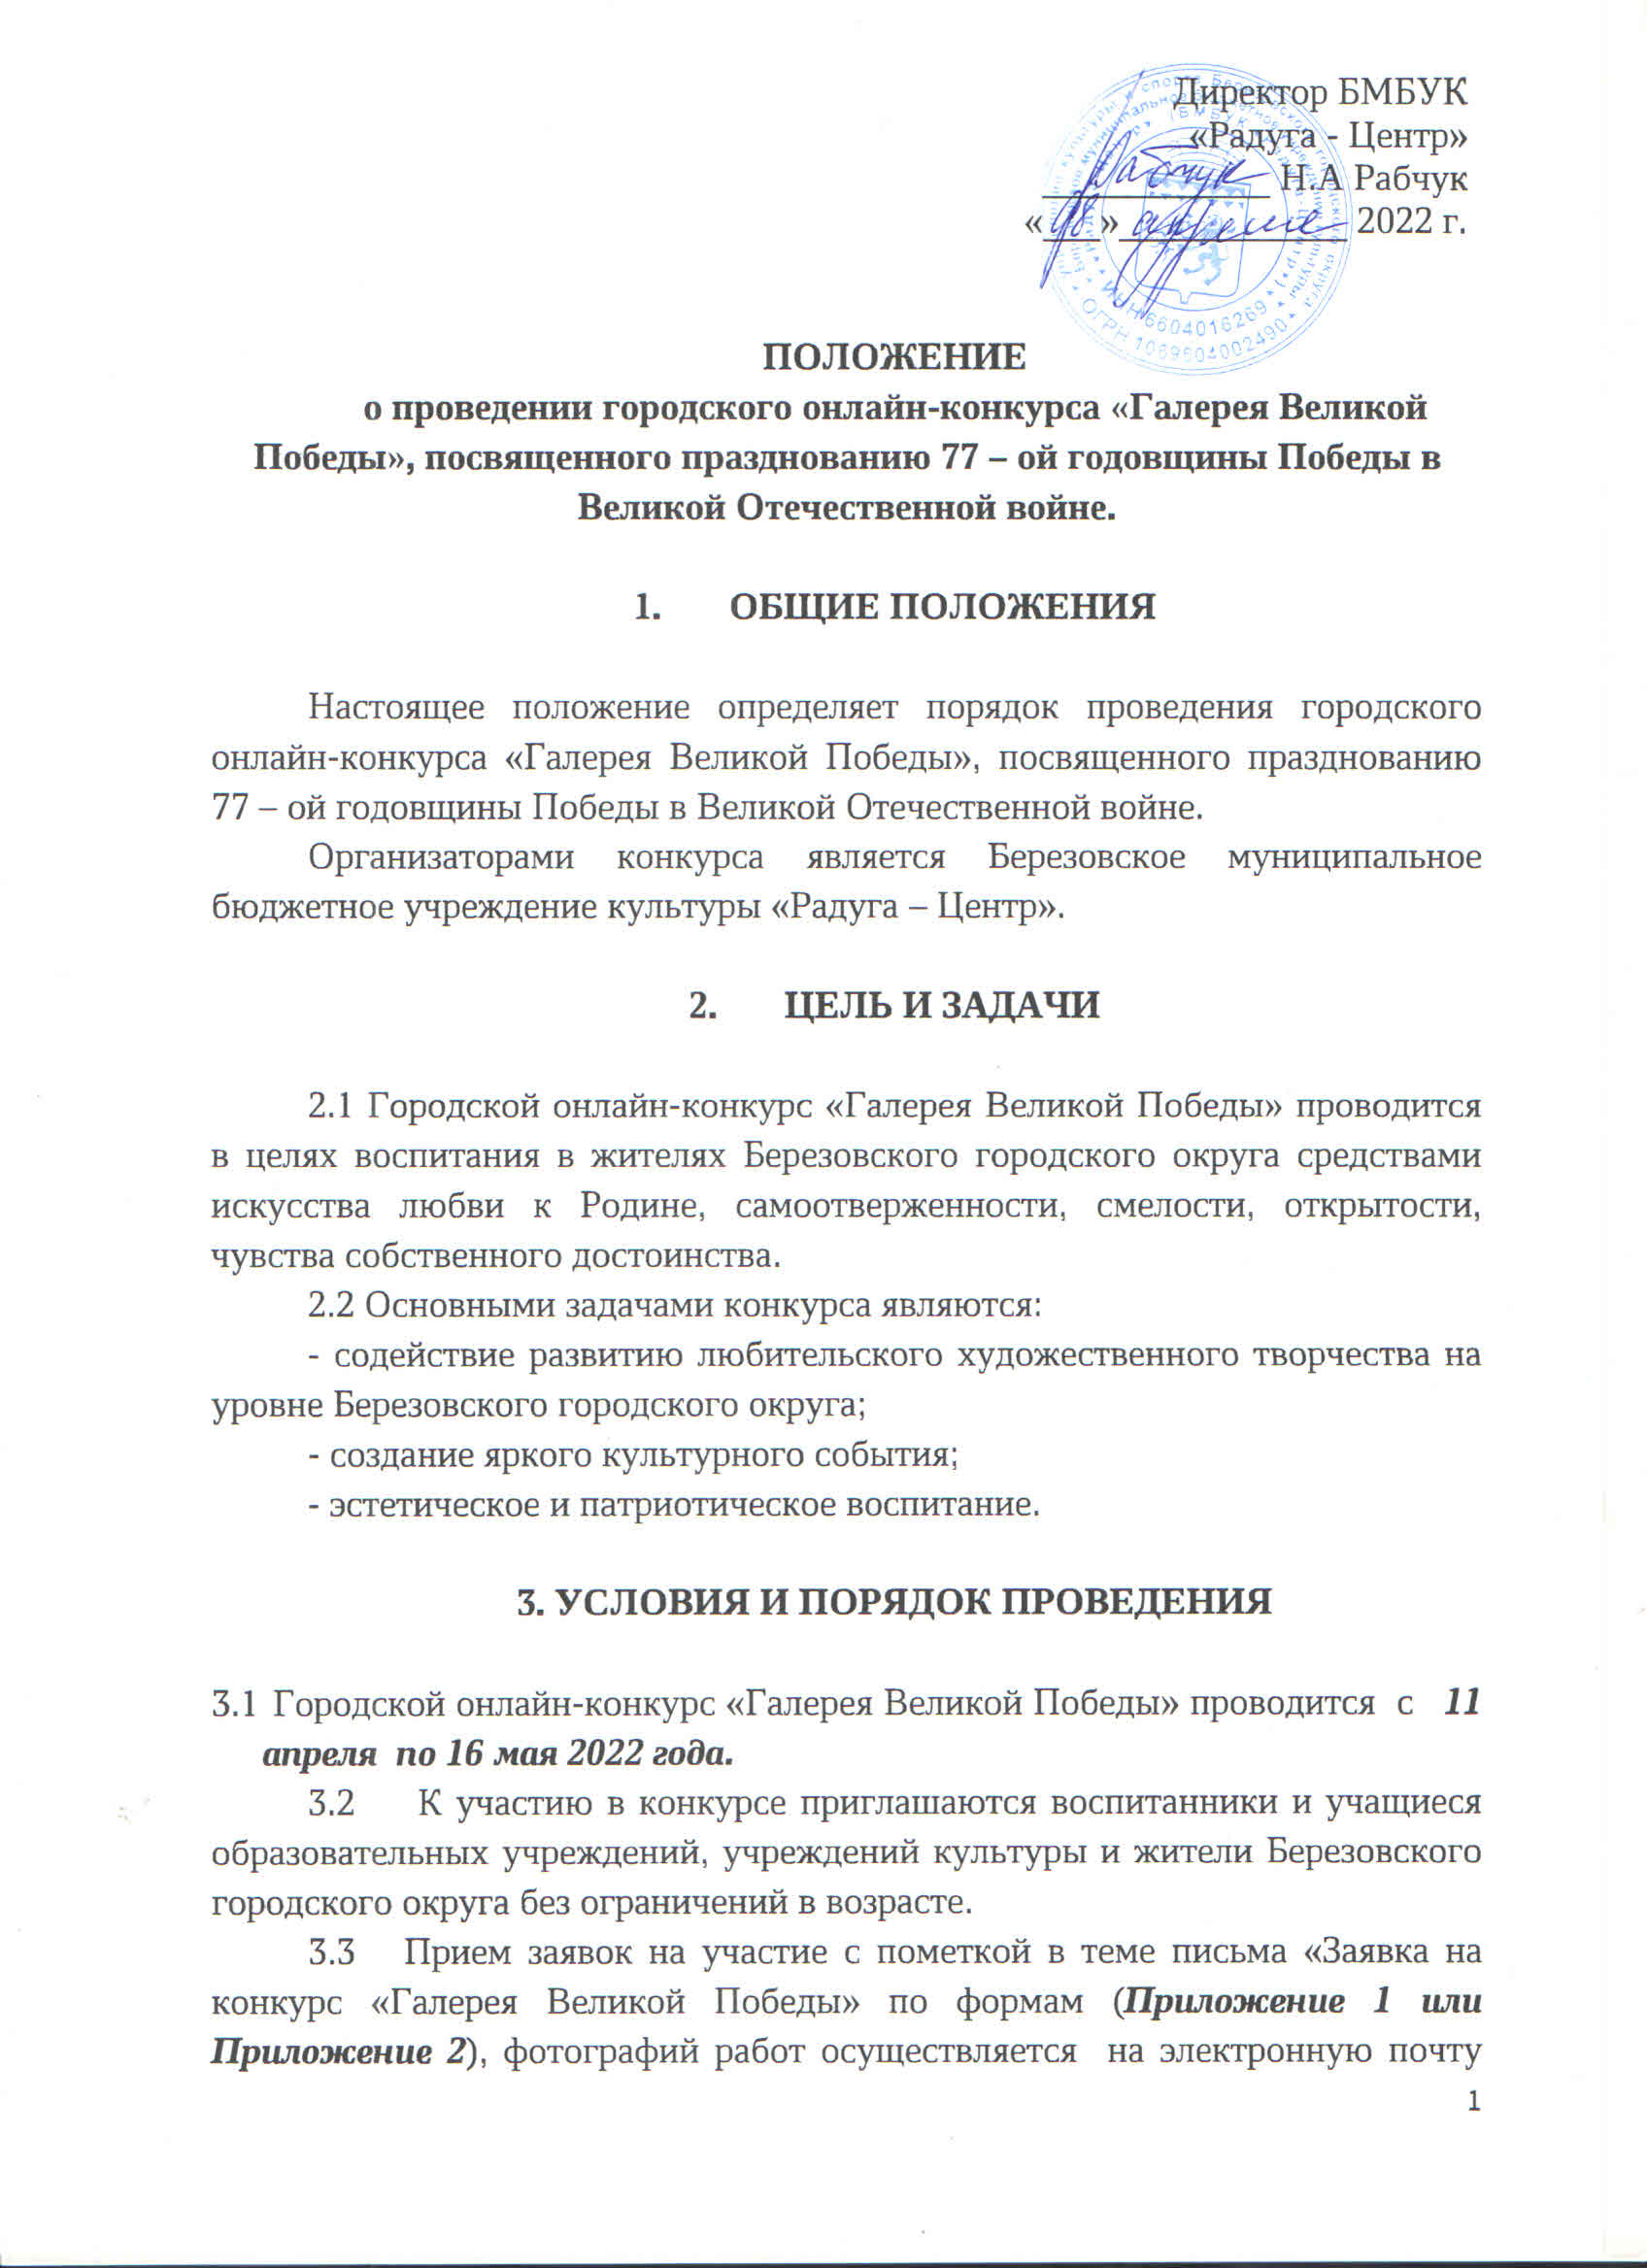 Директор БМБУК
«Радуга - Центр»
Рабчук Н.А Рабчук
«08» апреля 2022 г.
ИНН 6604016269
ОГРН 1069604002490
ПОЛОЖЕНИЕ
о проведении городского онлайн-конкурса «Галерея Великой
Победы», посвященного празднованию 77 – ой годовщины Победы в
Великой Отечественной войне.
1. ОБЩИЕ ПОЛОЖЕНИЯ
Настоящее положение определяет порядок проведения городского
онлайн-конкурса «Галерея Великой Победы», посвященного празднованию
77 – ой годовщины Победы в Великой Отечественной войне.
Организаторами конкурса является Березовское муниципальное
бюджетное учреждение культуры «Радуга – Центр».
2. ЦЕЛЬ И ЗАДАЧИ
2.1 Городской онлайн-конкурс «Галерея Великой Победы» проводится
в целях воспитания в жителях Березовского городского округа средствами
искусства любви к Родине, самоотверженности, смелости, открытости,
чувства собственного достоинства.
2.2 Основными задачами конкурса являются:
- содействие развитию любительского художественного творчества на
уровне Березовского городского округа;
- создание яркого культурного события;
- эстетическое и патриотическое воспитание.
3. УСЛОВИЯ И ПОРЯДОК ПРОВЕДЕНИЯ
3.1 Городской онлайн-конкурс «Галерея Великой Победы» проводится с 11
апреля по 16 мая 2022 года.
3.2 К участию в конкурсе приглашаются воспитанники и учащиеся
образовательных учреждений, учреждений культуры и жители Березовского
городского округа без ограничений в возрасте.
3.3 Прием заявок на участие с пометкой в теме письма «Заявка на
конкурс «Галерея Великой Победы» по формам (Приложение 1 или
Приложение 2), фотографий работ осуществляется на электронную почту
1